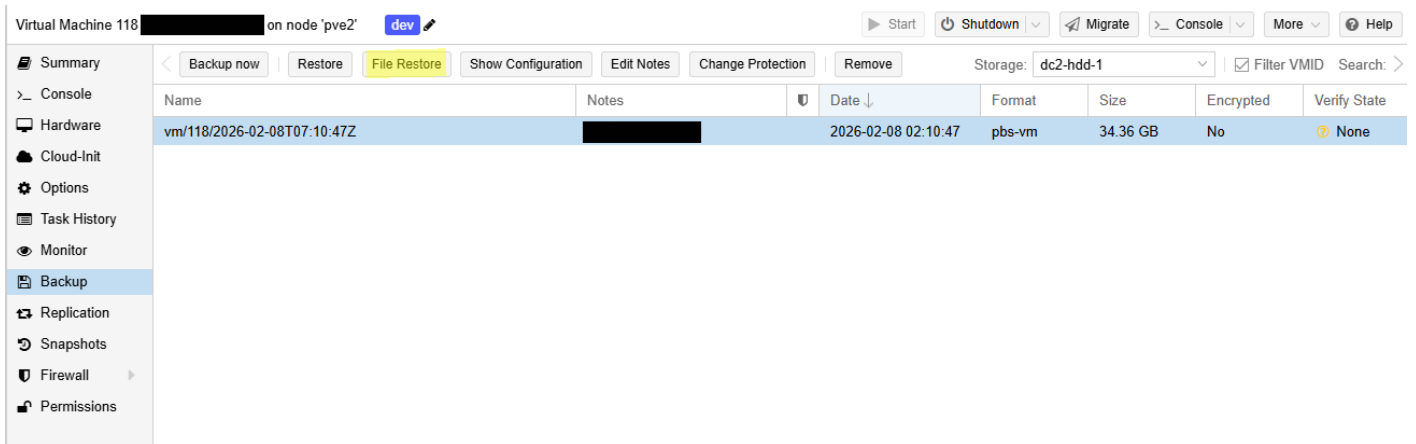 Virtual Machine 118 on node 'pve2' dev Start Shutdown Migrate >_ Console More Help
Summary
>_ Console
Hardware
Cloud-Init
Options
Task History
Monitor
Backup
Replication
Snapshots
Firewall
Permissions
Backup now Restore File Restore Show Configuration Edit Notes Change Protection Remove Storage: dc2-hdd-1 Filter VMID Search:
Name Notes Date ↓ Format Size Encrypted Verify State
vm/118/2026-02-08T07:10:47Z 2026-02-08 02:10:47 pbs-vm 34.36 GB No None